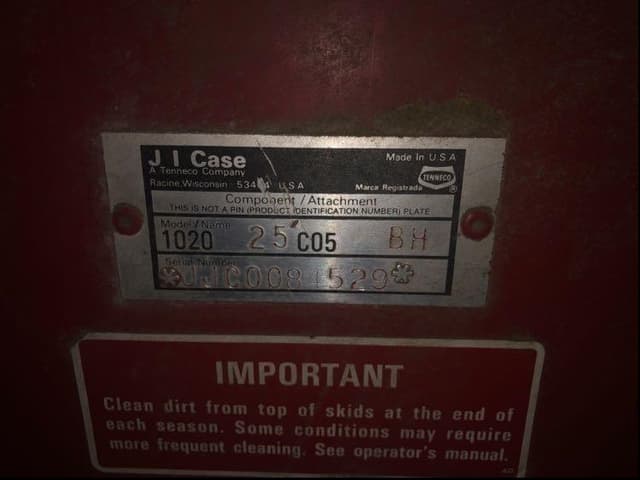 J I Case
A Tenneco Company
Racine, Wisconsin U S A
Made In U S A
TENNECO
Marca Registrada ®
Component / Attachment
THIS IS NOT A PIN (PRODUCT IDENTIFICATION NUMBER) PLATE
Model / Name
1020 25 C05 BH
Serial Number
IMPORTANT
Clean dirt from top of skids at the end of
each season. Some conditions may require
more frequent cleaning. See operator's manual.